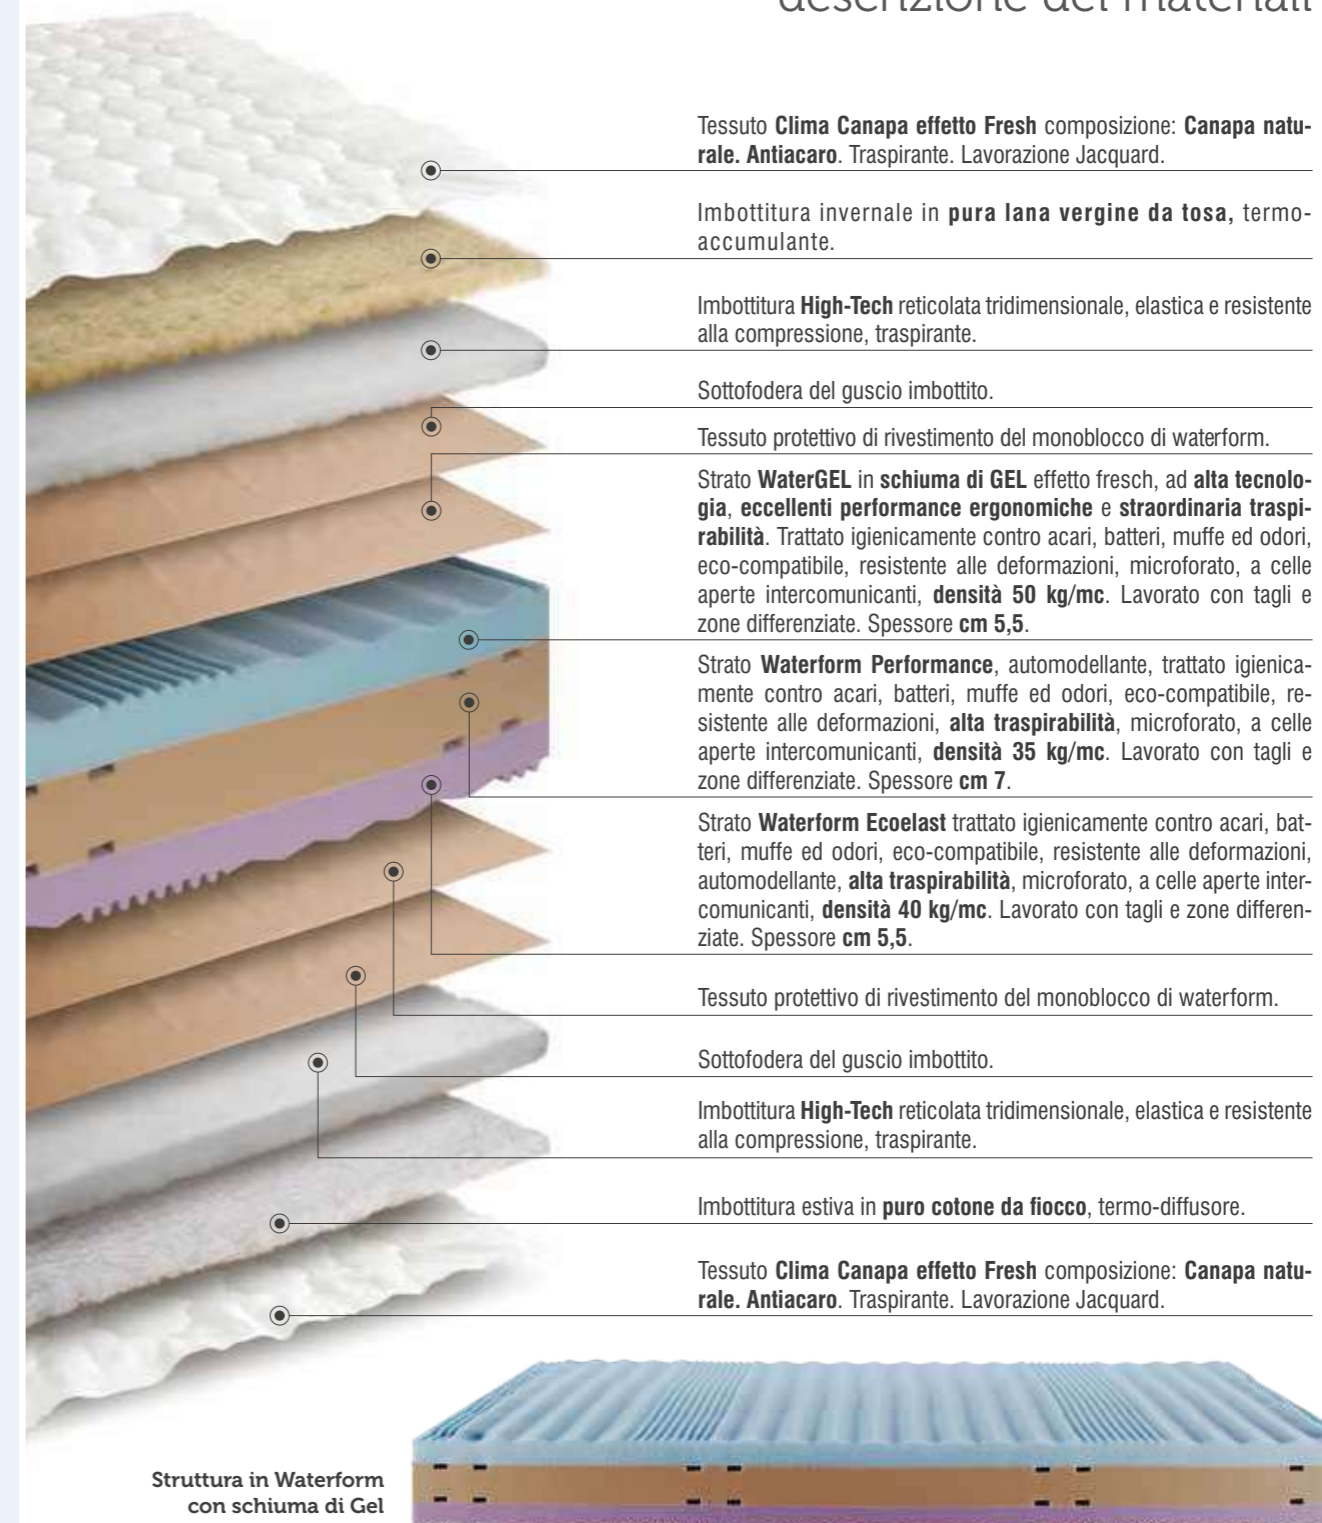 descrizione dei materiali
Tessuto Clima Canapa effetto Fresh composizione: Canapa natu-
rale. Antiacaro. Traspirante. Lavorazione Jacquard.
Imbottitura invernale in pura lana vergine da tosa, termo-
accumulante.
Imbottitura High-Tech reticolata tridimensionale, elastica e resistente
alla compressione, traspirante.
Sottofodera del guscio imbottito.
Tessuto protettivo di rivestimento del monoblocco di waterform.
Strato WaterGEL in schiuma di GEL effetto fresch, ad alta tecnolo-
gia, eccellenti performance ergonomiche e straordinaria traspi-
rabilità. Trattato igienicamente contro acari, batteri, muffe ed odori,
eco-compatibile, resistente alle deformazioni, microforato, a celle
aperte intercomunicanti, densità 50 kg/mc. Lavorato con tagli e
zone differenziate. Spessore cm 5,5.
Strato Waterform Performance, automodellante, trattato igienica-
mente contro acari, batteri, muffe ed odori, eco-compatibile, re-
sistente alle deformazioni, alta traspirabilità, microforato, a celle
aperte intercomunicanti, densità 35 kg/mc. Lavorato con tagli e
zone differenziate. Spessore cm 7.
Strato Waterform Ecoelast trattato igienicamente contro acari, bat-
teri, muffe ed odori, eco-compatibile, resistente alle deformazioni,
automodellante, alta traspirabilità, microforato, a celle aperte inter-
comunicanti, densità 40 kg/mc. Lavorato con tagli e zone differen-
ziate. Spessore cm 5,5.
Tessuto protettivo di rivestimento del monoblocco di waterform.
Sottofodera del guscio imbottito.
Imbottitura High-Tech reticolata tridimensionale, elastica e resistente
alla compressione, traspirante.
Imbottitura estiva in puro cotone da fiocco, termo-diffusore.
Tessuto Clima Canapa effetto Fresh composizione: Canapa natu-
rale. Antiacaro. Traspirante. Lavorazione Jacquard.
Struttura in Waterform
con schiuma di Gel